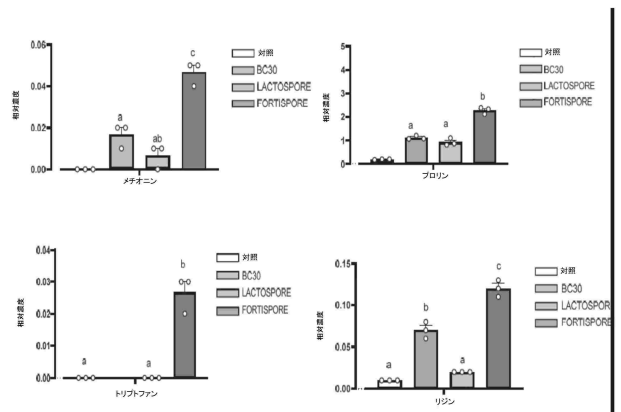 0.06
0.04
0.02
0.00
相対濃度
a
ab
c
メチオニン
対照
BC30
LACTOSPORE
FORTISPORE
5
4
3
2
1
0
相対濃度
a
a
b
プロリン
対照
BC30
LACTOSPORE
FORTISPORE
0.04
0.03
0.02
0.01
0.00
相対濃度
a
a
b
トリプトファン
対照
BC30
LACTOSPORE
FORTISPORE
0.15
0.10
0.05
0.00
相対濃度
a
b
a
c
リジン
対照
BC30
LACTOSPORE
FORTISPORE